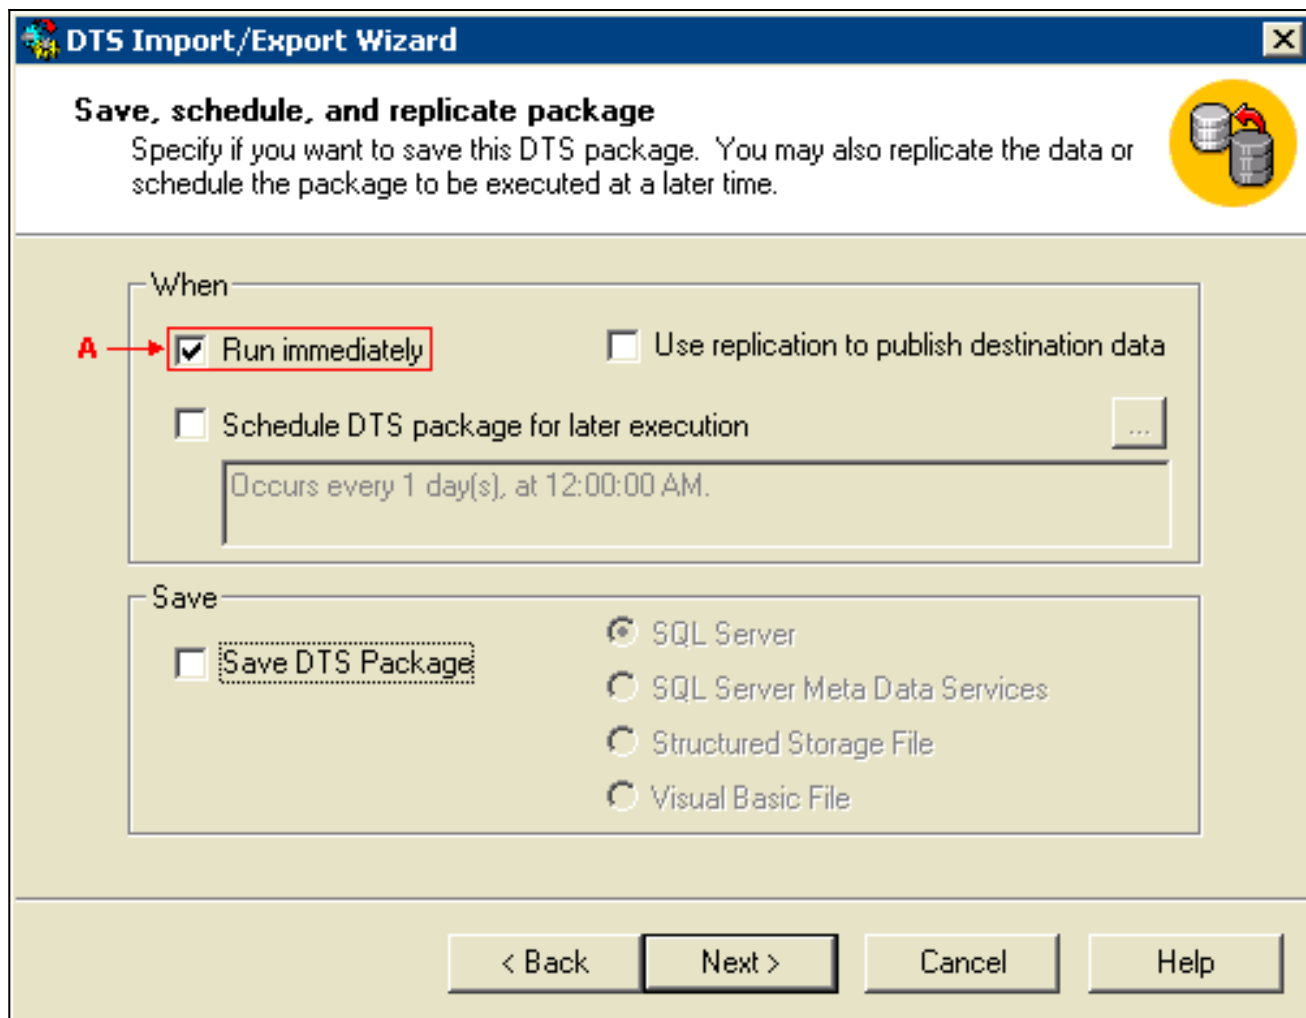 DTS Import/Export Wizard
Save, schedule, and replicate package
Specify if you want to save this DTS package. You may also replicate the data or
schedule the package to be executed at a later time.
When
A
Run immediately
Use replication to publish destination data
Schedule DTS package for later execution
...
Occurs every 1 day(s), at 12:00:00 AM.
Save
Save DTS Package
SQL Server
SQL Server Meta Data Services
Structured Storage File
Visual Basic File
< Back
Next >
Cancel
Help